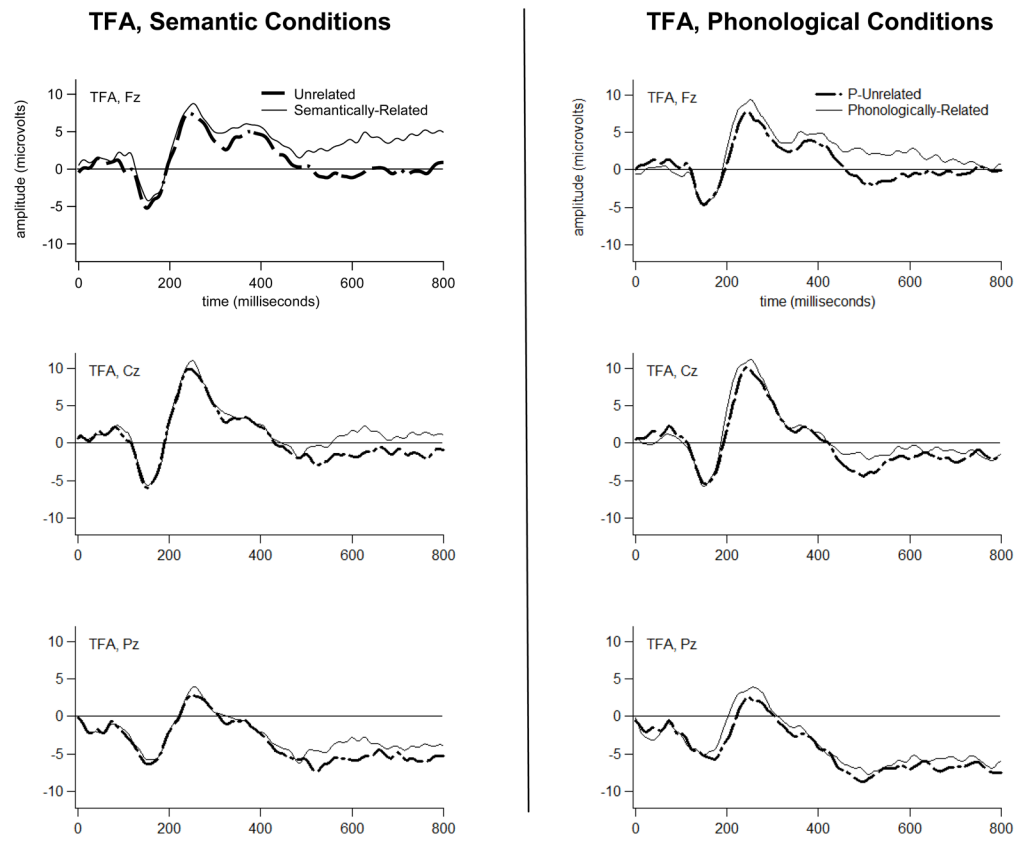 TFA, Semantic Conditions
TFA, Phonological Conditions
TFA, Fz
Unrelated
Semantically-Related
amplitude (microvolts)
10
5
0
-5
-10
0 200 400 600 800
time (milliseconds)
TFA, Fz
P-Unrelated
Phonologically-Related
amplitude (microvolts)
10
5
0
-5
-10
0 200 400 600 800
time (milliseconds)
TFA, Cz
10
5
0
-5
-10
0 200 400 600 800
TFA, Cz
10
5
0
-5
-10
0 200 400 600 800
TFA, Pz
10
5
0
-5
-10
0 200 400 600 800
TFA, Pz
10
5
0
-5
-10
0 200 400 600 800